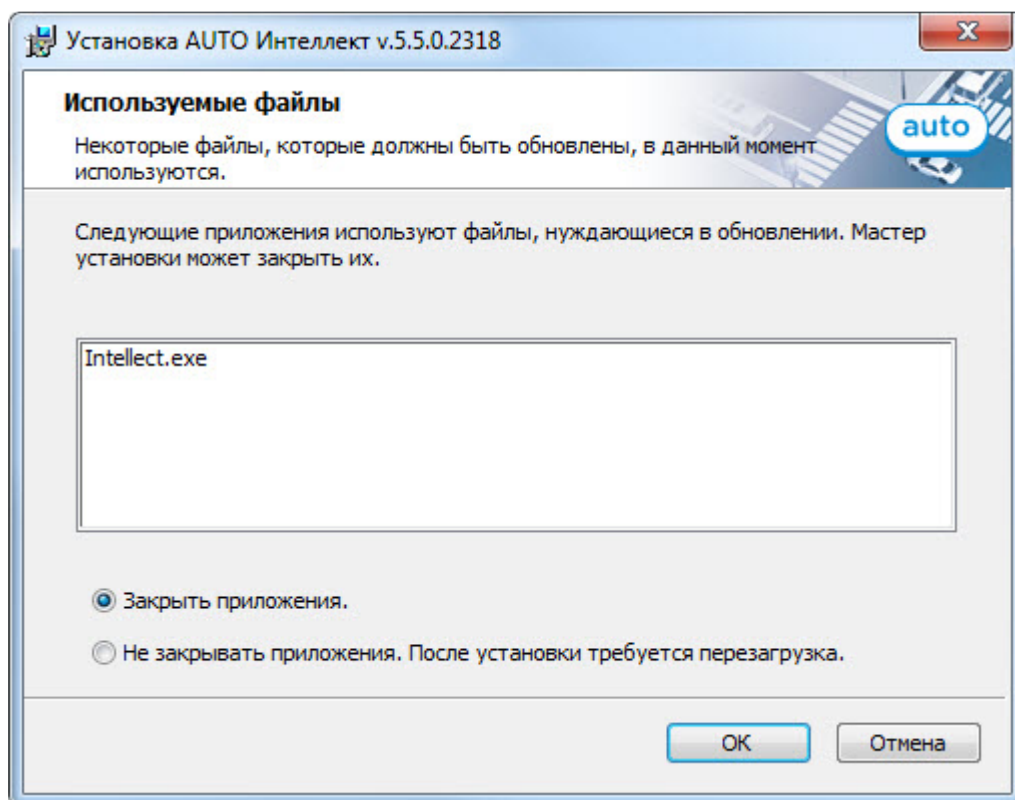 Установка AUTO Интеллект v.5.5.0.2318
Используемые файлы
Некоторые файлы, которые должны быть обновлены, в данный момент
используются.
auto
Следующие приложения используют файлы, нуждающиеся в обновлении. Мастер
установки может закрыть их.
Intellect.exe
Закрыть приложения.
Не закрывать приложения. После установки требуется перезагрузка.
ОК
Отмена